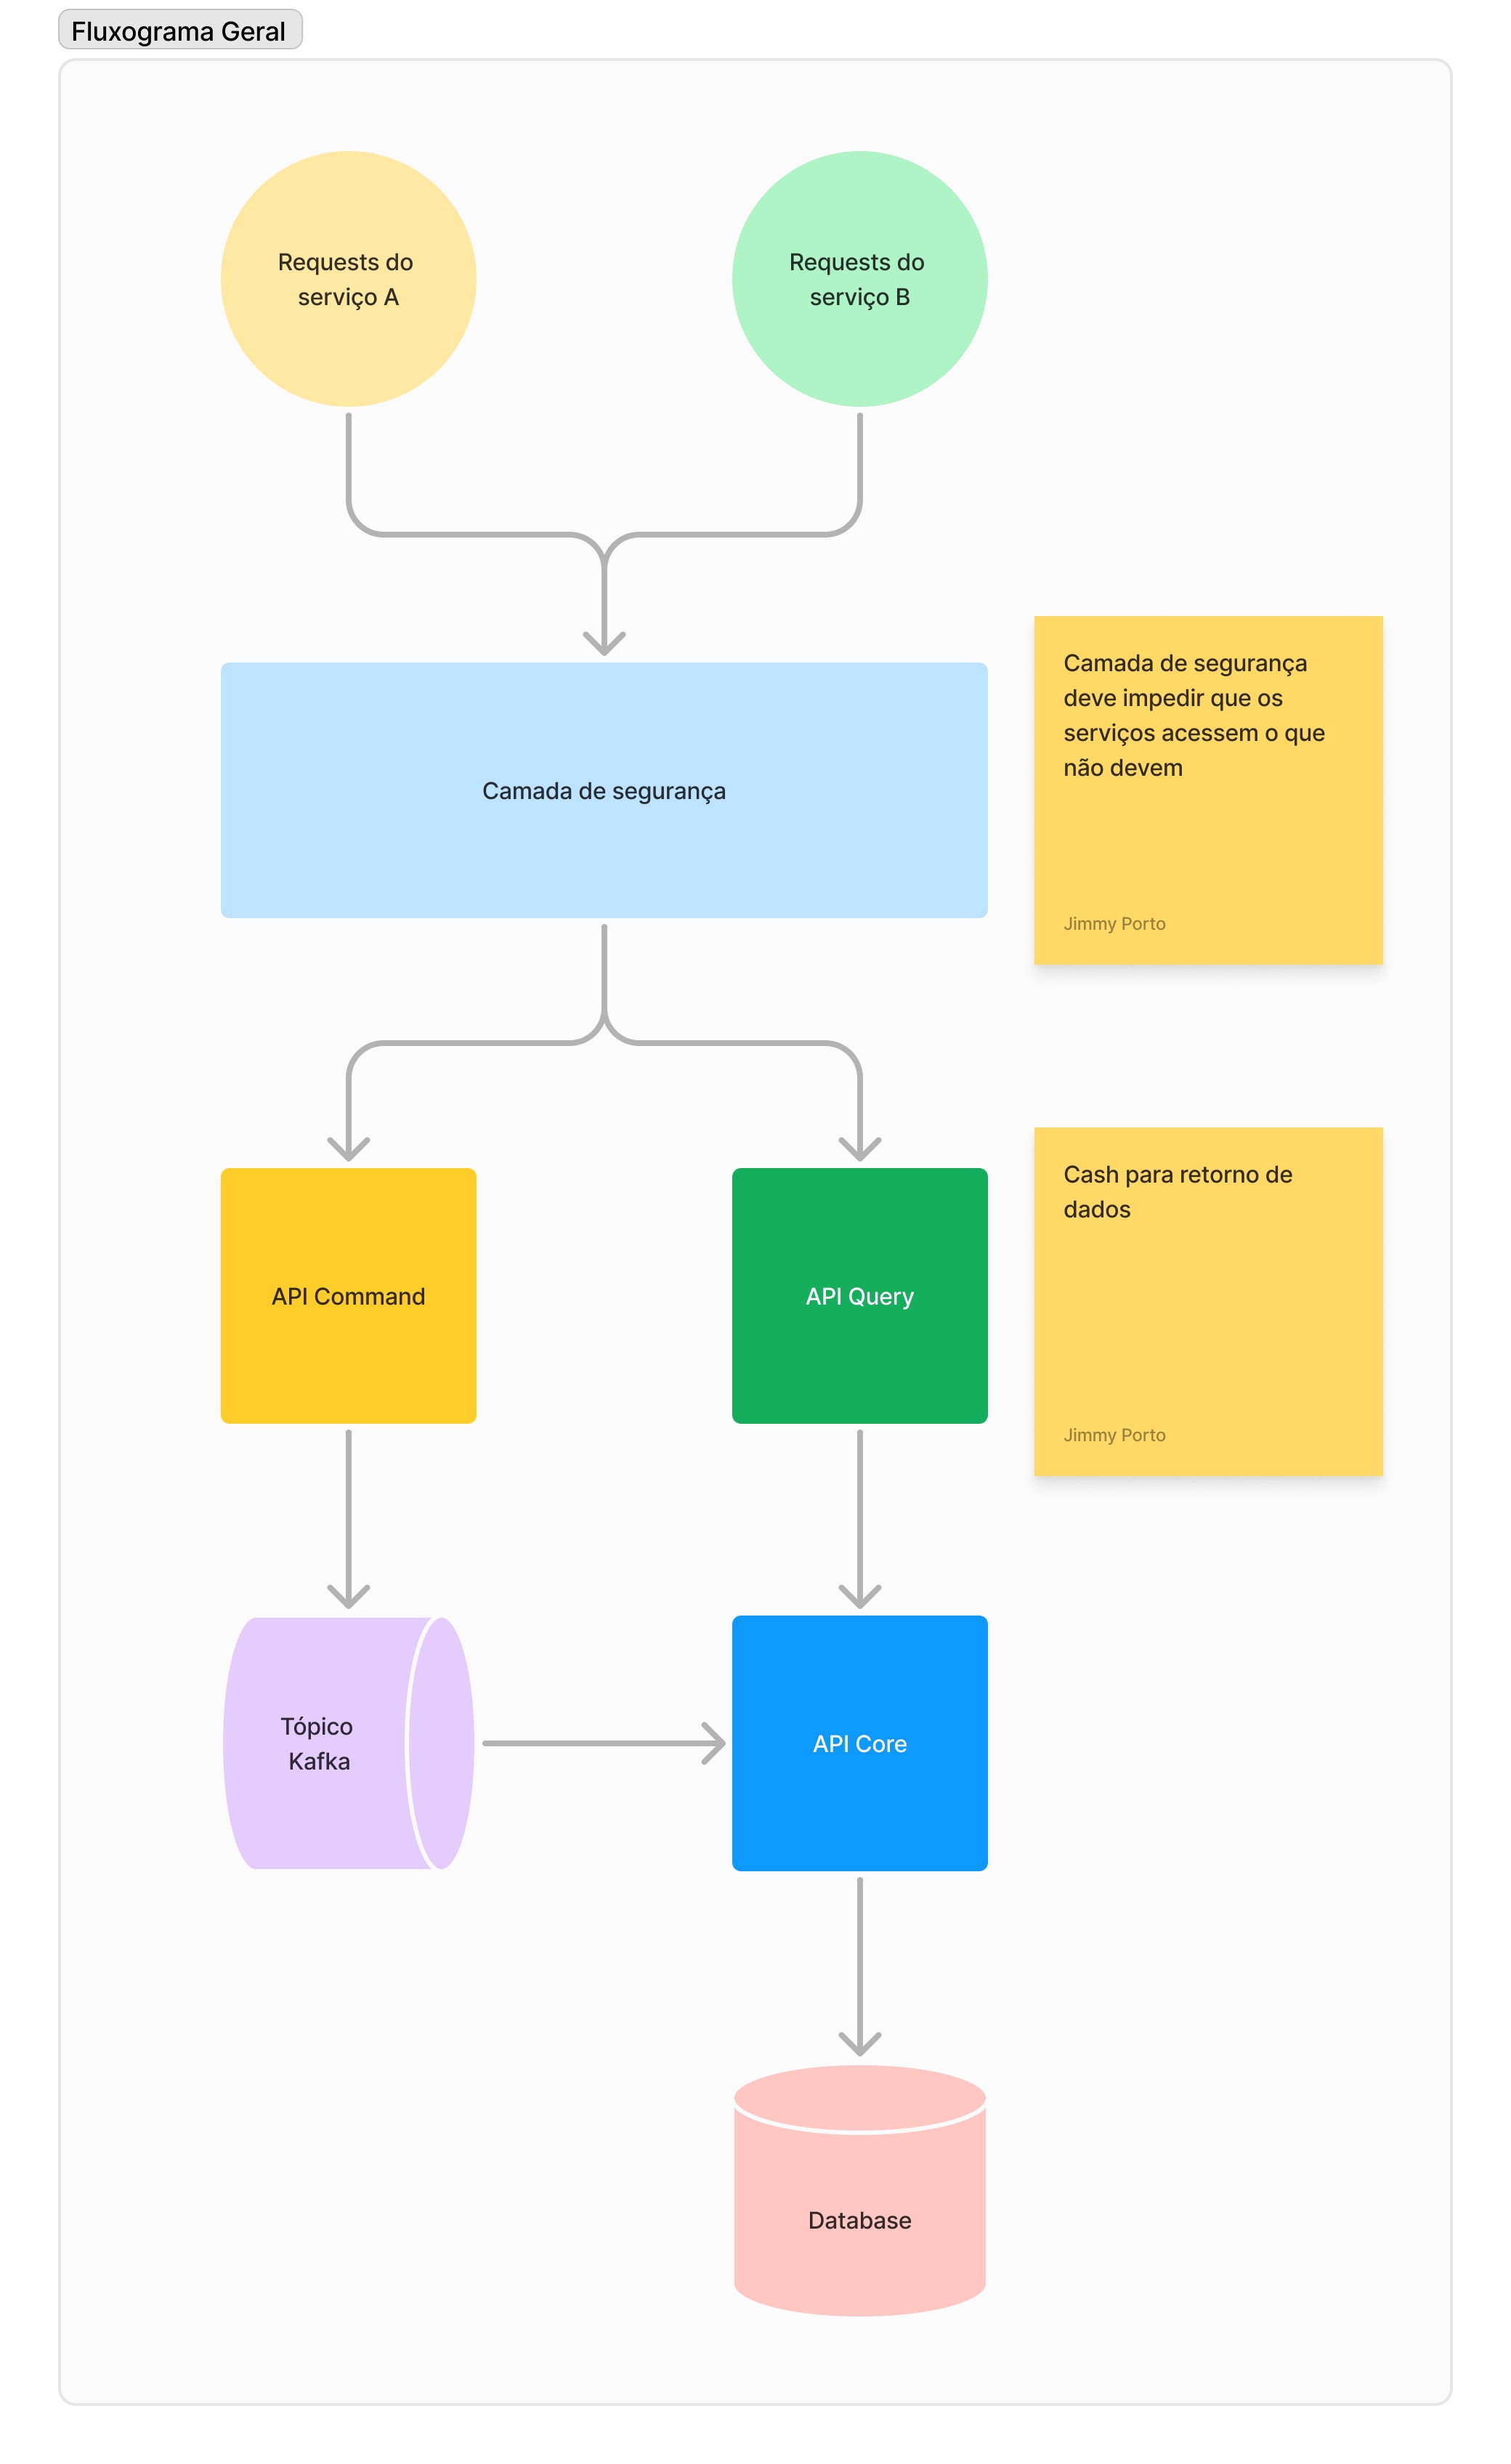 Fluxograma Geral
Requests do
serviço A
Requests do
serviço B
Camada de segurança
Camada de segurança
deve impedir que os
serviços acessem o que
não devem
Jimmy Porto
API Command
API Query
Cash para retorno de
dados
Jimmy Porto
Tópico
Kafka
API Core
Database